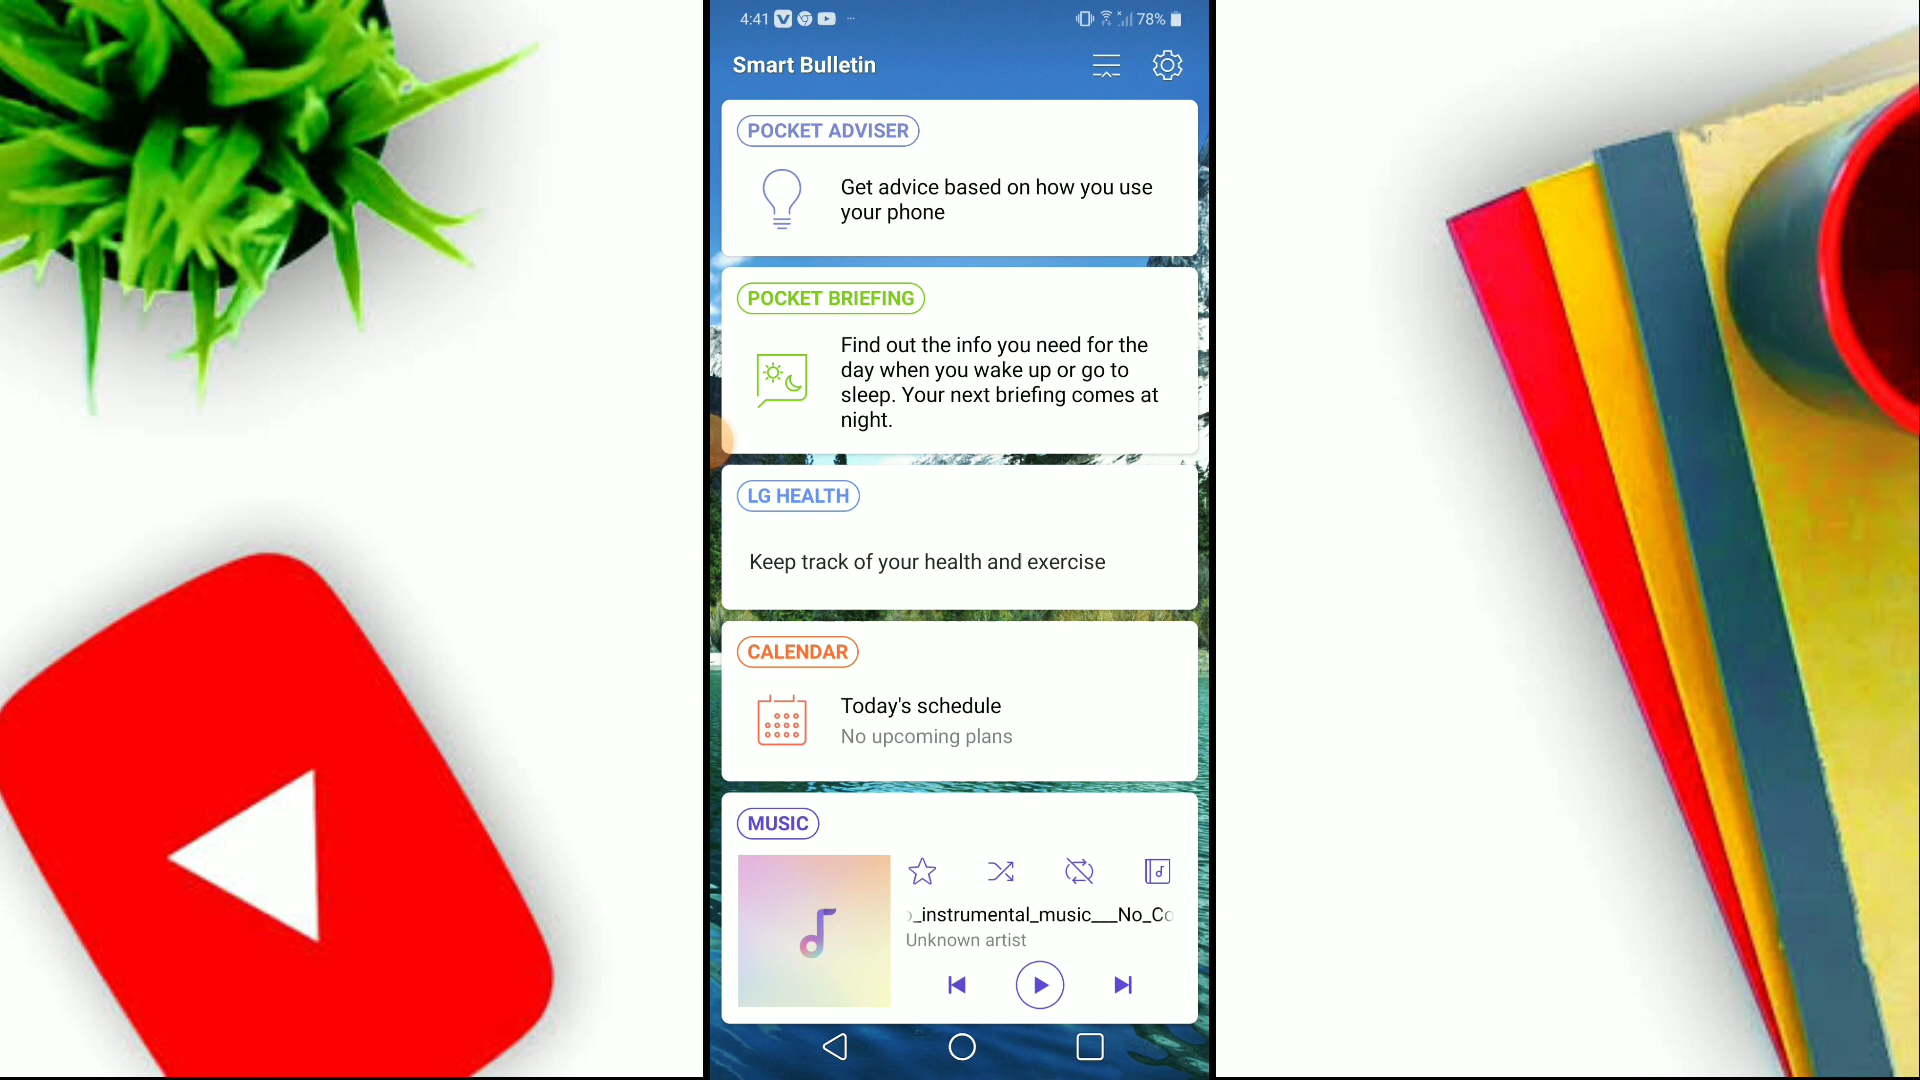 4:41 78%
Smart Bulletin
POCKET ADVISER
Get advice based on how you use
your phone
POCKET BRIEFING
Find out the info you need for the
day when you wake up or go to
sleep. Your next briefing comes at
night.
LG HEALTH
Keep track of your health and exercise
CALENDAR
Today's schedule
No upcoming plans
MUSIC
_instrumental_music___No_Co
Unknown artist